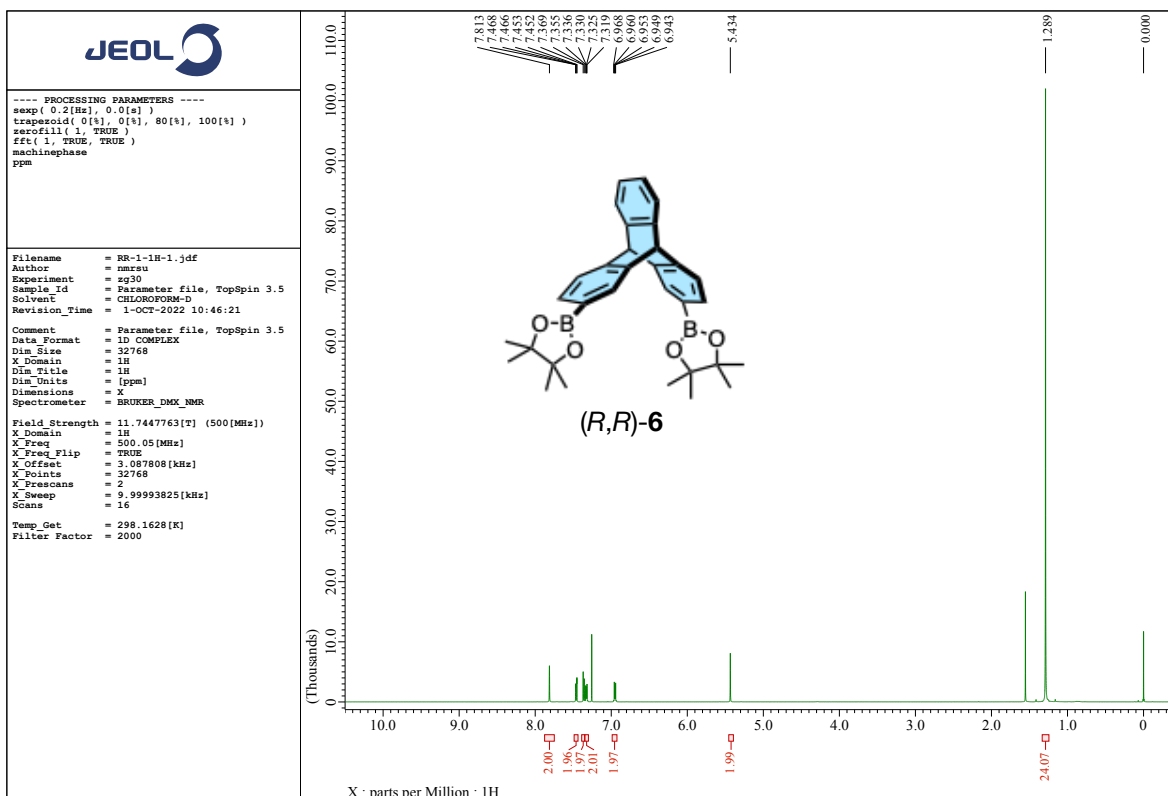 JEOL
---- PROCESSING PARAMETERS ----
sexp( 0.2[Hz], 0.0[s] )
trapezoid( 0[%], 0[%], 80[%], 100[%] )
zerofill( 1, TRUE )
fft( 1, TRUE, TRUE )
machinephase
ppm
Filename = RR-1-1H-1.jdf
Author = nmrsu
Experiment = zg30
Sample_Id = Parameter file, TopSpin 3.5
Solvent = CHLOROFORM-D
Revision_Time = 1-OCT-2022 10:46:21
Comment = Parameter file, TopSpin 3.5
Data_Format = 1D COMPLEX
Dim_Size = 32768
X_Domain = 1H
Dim_Title = 1H
Dim_Units = [ppm]
Dimensions = X
Spectrometer = BRUKER_DMX_NMR
Field_Strength = 11.7447763[T] (500[MHz])
X_Domain = 1H
X_Freq = 500.05[MHz]
X_Freq_Flip = TRUE
X_Offset = 3.087808[kHz]
X_Points = 32768
X_Prescans = 2
X_Sweep = 9.99993825[kHz]
Scans = 16
Temp_Get = 298.1628[K]
Filter Factor = 2000
7.813
7.468
7.466
7.453
7.452
7.369
7.355
7.336
7.330
7.325
7.319
6.968
6.960
6.953
6.949
6.943
5.434
1.289
0.000
110.0
100.0
90.0
80.0
70.0
60.0
50.0
40.0
30.0
20.0
10.0
0
(Thousands)
O B
O
B O
O
(R,R)-6
10.0 9.0 8.0 7.0 6.0 5.0 4.0 3.0 2.0 1.0 0
2.00
1.96
1.97
2.01
1.97
1.99
24.07
X : parts per Million : 1H